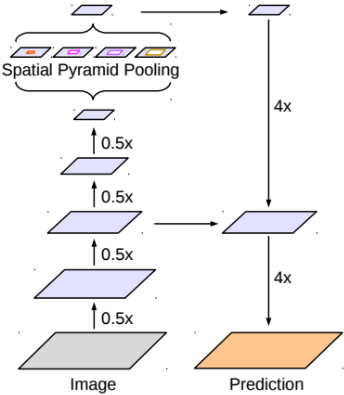 Spatial Pyramid Pooling
4x
0.5x
0.5x
0.5x
4x
0.5x
Image
Prediction